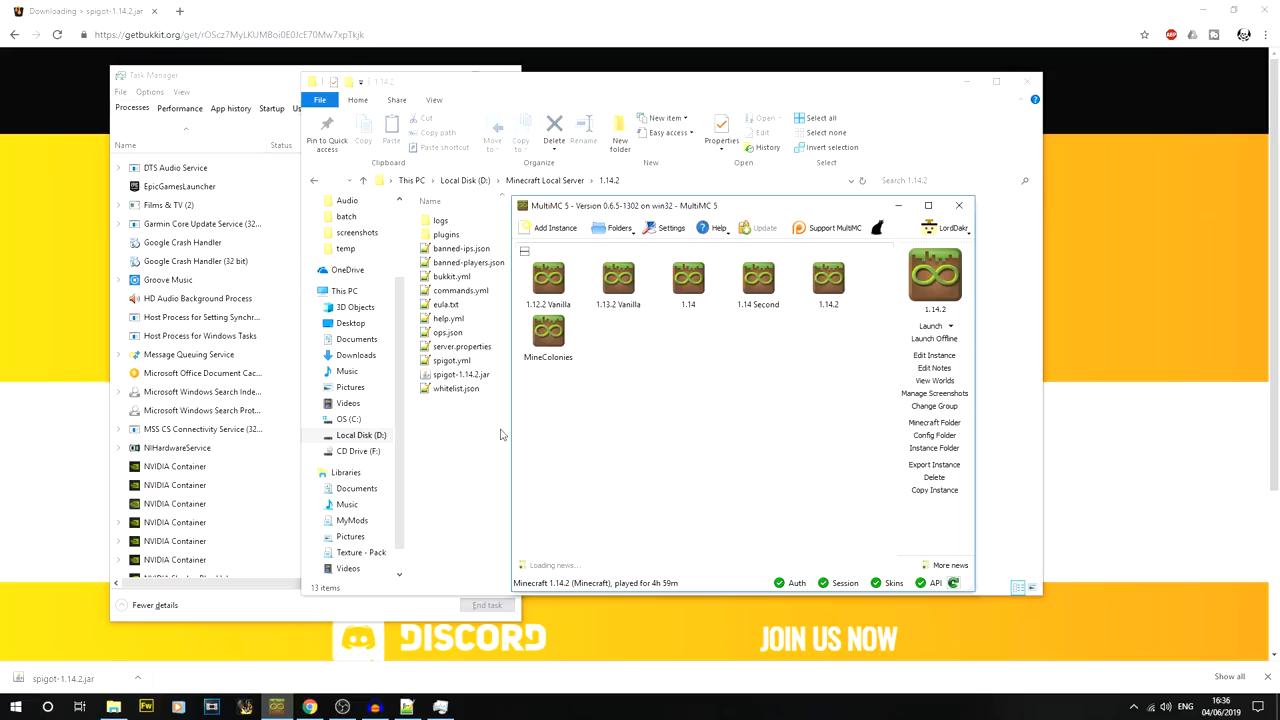 Downloading > spigot-1.14.2.jar
https://getbukkit.org/get/rOScz7MyLKUMBoi0E0JcE70Mw7xpTkjk
Task Manager
File Options View
Processes Performance App history Startup Us
Name Status
DTS Audio Service
EpicGamesLauncher
Films & TV (2)
Garmin Core Update Service (32...
Google Crash Handler
Google Crash Handler (32 bit)
Groove Music
HD Audio Background Process
Host Process for Setting Synchr...
Host Process for Windows Tasks
Message Queuing Service
Microsoft Office Document Cac...
Microsoft Windows Search Inde...
Microsoft Windows Search Prot...
MSS CS Connectivity Service (32...
NIHardwareService
NVIDIA Container
NVIDIA Container
NVIDIA Container
NVIDIA Container
NVIDIA Container
NVIDIA Container
Fewer details
End task
1.14.2
File Home Share View
Pin to Quick access
Copy
Paste
Cut
Copy path
Paste shortcut
Clipboard
Move to
Copy to
Delete
Rename
Organize
New folder
New item
Easy access
New
Properties
Open
Edit
History
Open
Select all
Select none
Invert selection
Select
This PC > Local Disk (D:) > Minecraft Local Server > 1.14.2
Search 1.14.2
Audio
batch
screenshots
temp
OneDrive
This PC
3D Objects
Desktop
Documents
Downloads
Music
Pictures
Videos
OS (C:)
Local Disk (D:)
CD Drive (F:)
Libraries
Documents
Music
MyMods
Pictures
Texture - Pack
Videos
Name
logs
plugins
banned-ips.json
banned-players.json
bukkit.yml
commands.yml
eula.txt
help.yml
ops.json
server.properties
spigot.yml
spigot-1.14.2.jar
whitelist.json
13 items
MultiMC 5 - Version 0.6.5-1302 on win32 - MultiMC 5
Add Instance Folders Settings Help Update Support MultiMC LordDakr
1.12.2 Vanilla
1.13.2 Vanilla
1.14
1.14 Second
1.14.2
MineColonies
1.14.2
Launch
Launch Offline
Edit Instance
Edit Notes
View Worlds
Manage Screenshots
Change Group
Minecraft Folder
Config Folder
Instance Folder
Export Instance
Delete
Copy Instance
Loading news...
More news
Minecraft 1.14.2 (Minecraft), played for 4h 59m
Auth Session Skins API
DISCORD
JOIN US NOW
spigot-1.14.2.jar
Show all
ENG
16:36
04/06/2019